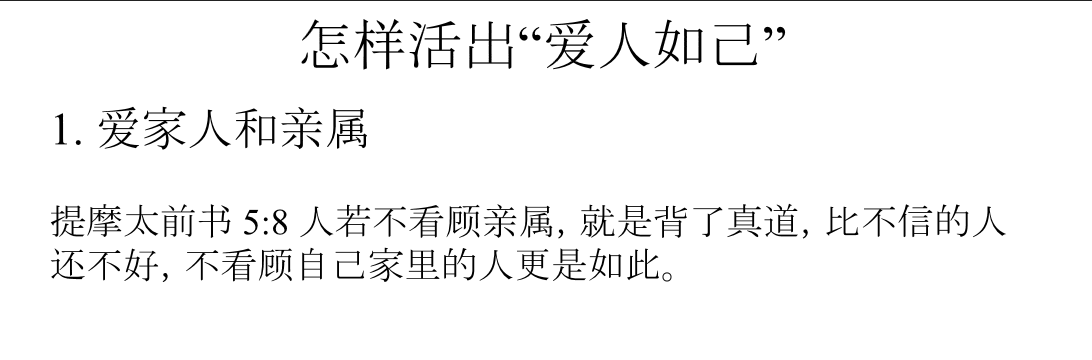 怎样活出“爱人如己”
1. 爱家人和亲属
提摩太前书 5:8 人若不看顾亲属, 就是背了真道, 比不信的人
还不好, 不看顾自己家里的人更是如此。